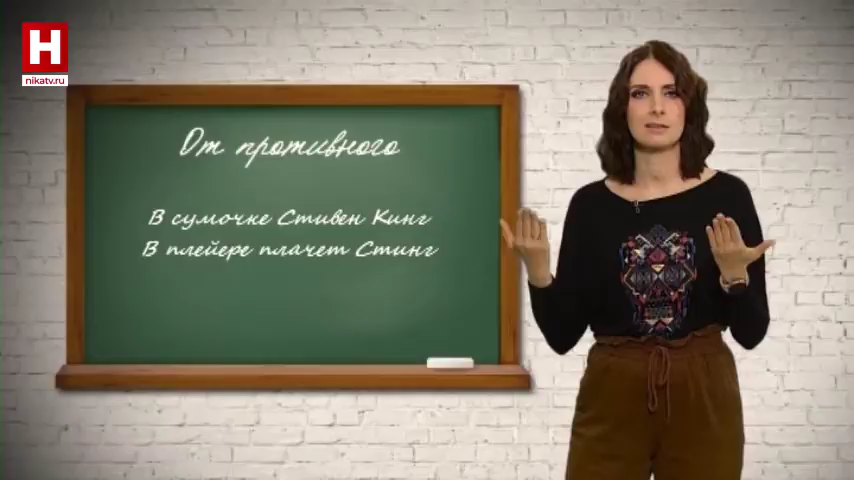 Н
nikatv.ru
От противного
В сумочке Стивен Кинг
В плейере плачет Стинг